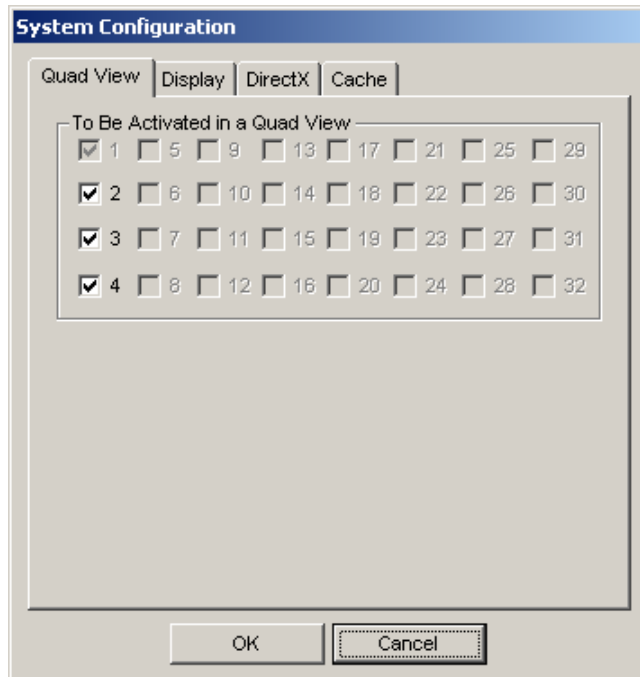 System Configuration
Quad View Display DirectX Cache
To Be Activated in a Quad View
1 5 9 13 17 21 25 29
2 6 10 14 18 22 26 30
3 7 11 15 19 23 27 31
4 8 12 16 20 24 28 32
OK Cancel